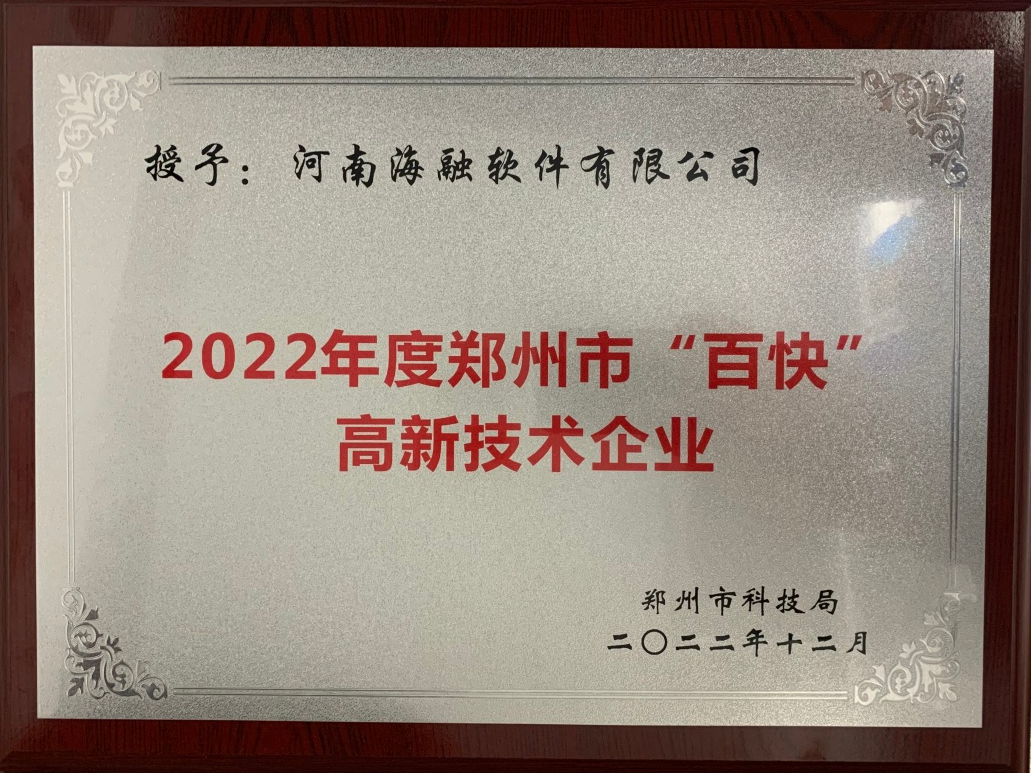 授予：河南海融软件有限公司
2022年度郑州市“百快”
高新技术企业
郑州市科技局
二〇二二年十二月